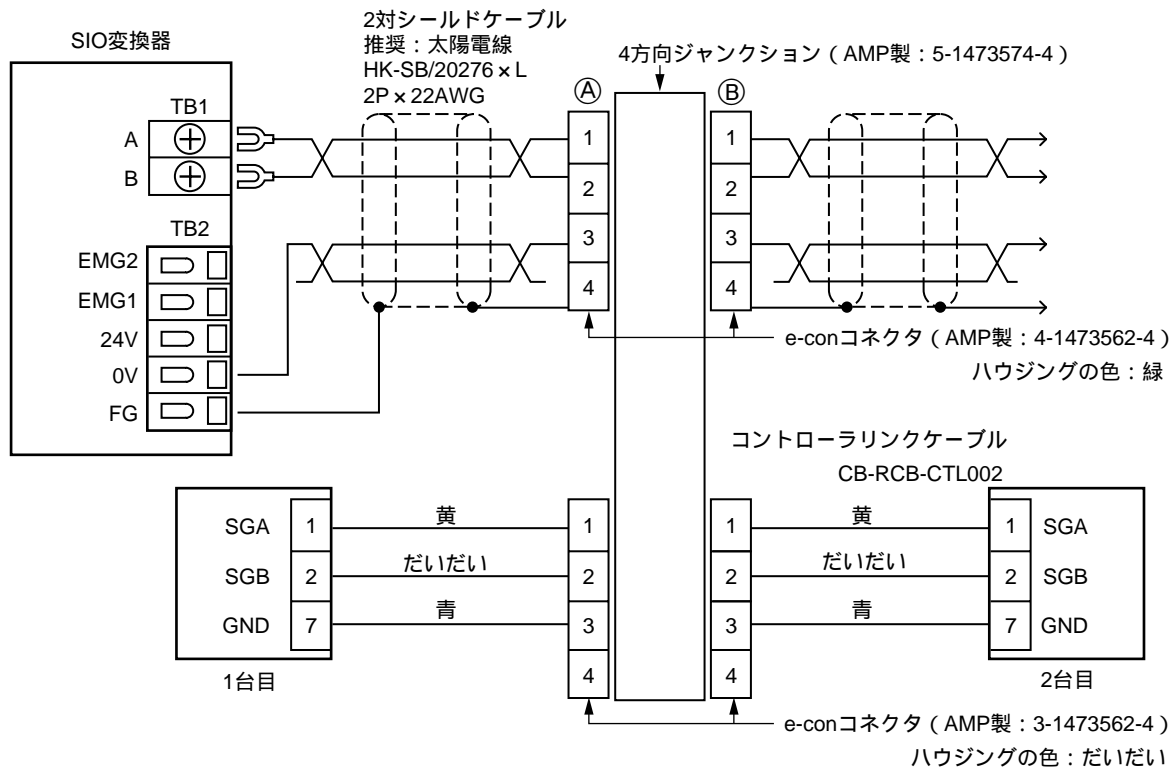 2対シールドケーブル
推奨：太陽電線
HK-SB/20276×L
2P×22AWG
SIO変換器
4方向ジャンクション（AMP製：5-1473574-4）
Ⓐ
Ⓑ
TB1
A
B
TB2
EMG2
EMG1
24V
0V
FG
1
2
3
4
1
2
3
4
e-conコネクタ（AMP製：4-1473562-4）
ハウジングの色：緑
コントローラリンクケーブル
CB-RCB-CTL002
SGA 1 黄 1
SGB 2 だいだい 2
GND 7 青 3
4
1台目
1 黄 1 SGA
2 だいだい 2 SGB
3 青 7 GND
4
2台目
e-conコネクタ（AMP製：3-1473562-4）
ハウジングの色：だいだい